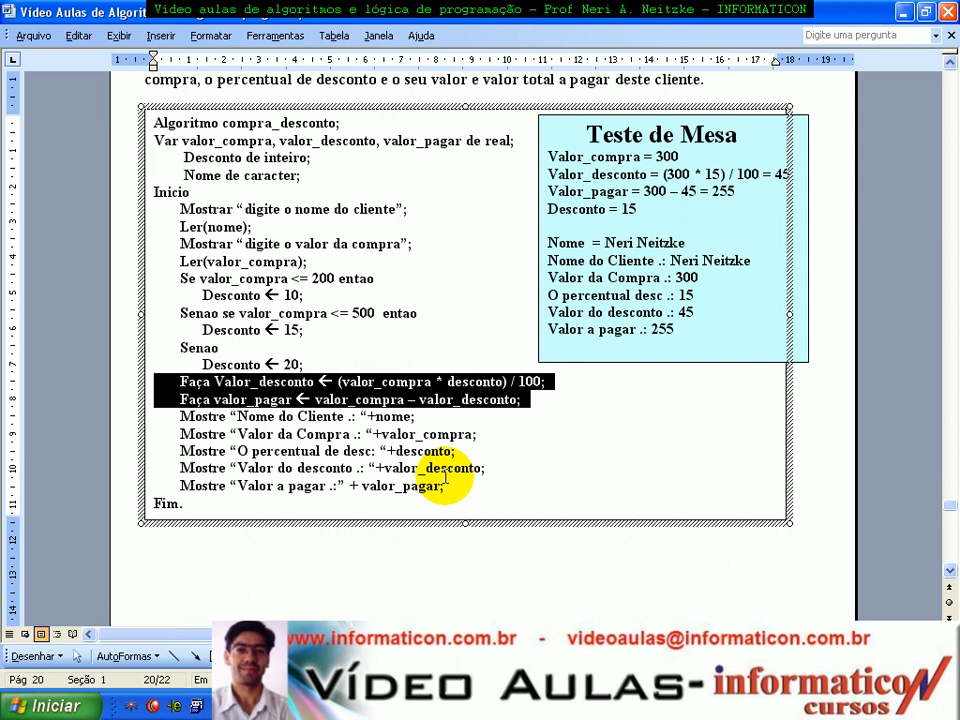 Vídeo aulas de algoritmos e lógica de programação – Prof Neri A. Neitzke – INFORMATICON
Vídeo Aulas de Algorit
Arquivo Editar Exibir Inserir Formatar Ferramentas Tabela Janela Ajuda
Digite uma pergunta
compra, o percentual de desconto e o seu valor e valor total a pagar deste cliente.
Algoritmo compra_desconto;
Var valor_compra, valor_desconto, valor_pagar de real;
Desconto de inteiro;
Nome de caracter;
Inicio
Mostrar “digite o nome do cliente”;
Ler(nome);
Mostrar “digite o valor da compra”;
Ler(valor_compra);
Se valor_compra <= 200 entao
Desconto ← 10;
Senao se valor_compra <= 500 entao
Desconto ← 15;
Senao
Desconto ← 20;
Faça Valor_desconto ← (valor_compra * desconto) / 100;
Faça valor_pagar ← valor_compra – valor_desconto;
Mostre “Nome do Cliente .: “+nome;
Mostre “Valor da Compra .: “+valor_compra;
Mostre “O percentual de desc: “+desconto;
Mostre “Valor do desconto .: “+valor_desconto;
Mostre “Valor a pagar .:” + valor_pagar;
Fim.
Teste de Mesa
Valor_compra = 300
Valor_desconto = (300 * 15) / 100 = 45
Valor_pagar = 300 – 45 = 255
Desconto = 15
Nome = Neri Neitzke
Nome do Cliente .: Neri Neitzke
Valor da Compra .: 300
O percentual desc .: 15
Valor do desconto .: 45
Valor a pagar .: 255
www.informaticon.com.br - videoaulas@informaticon.com.br
Desenhar AutoFormas
Vídeo Aulas- informaticon
cursos
Pág 20 Seção 1 20/22 Em
Iniciar